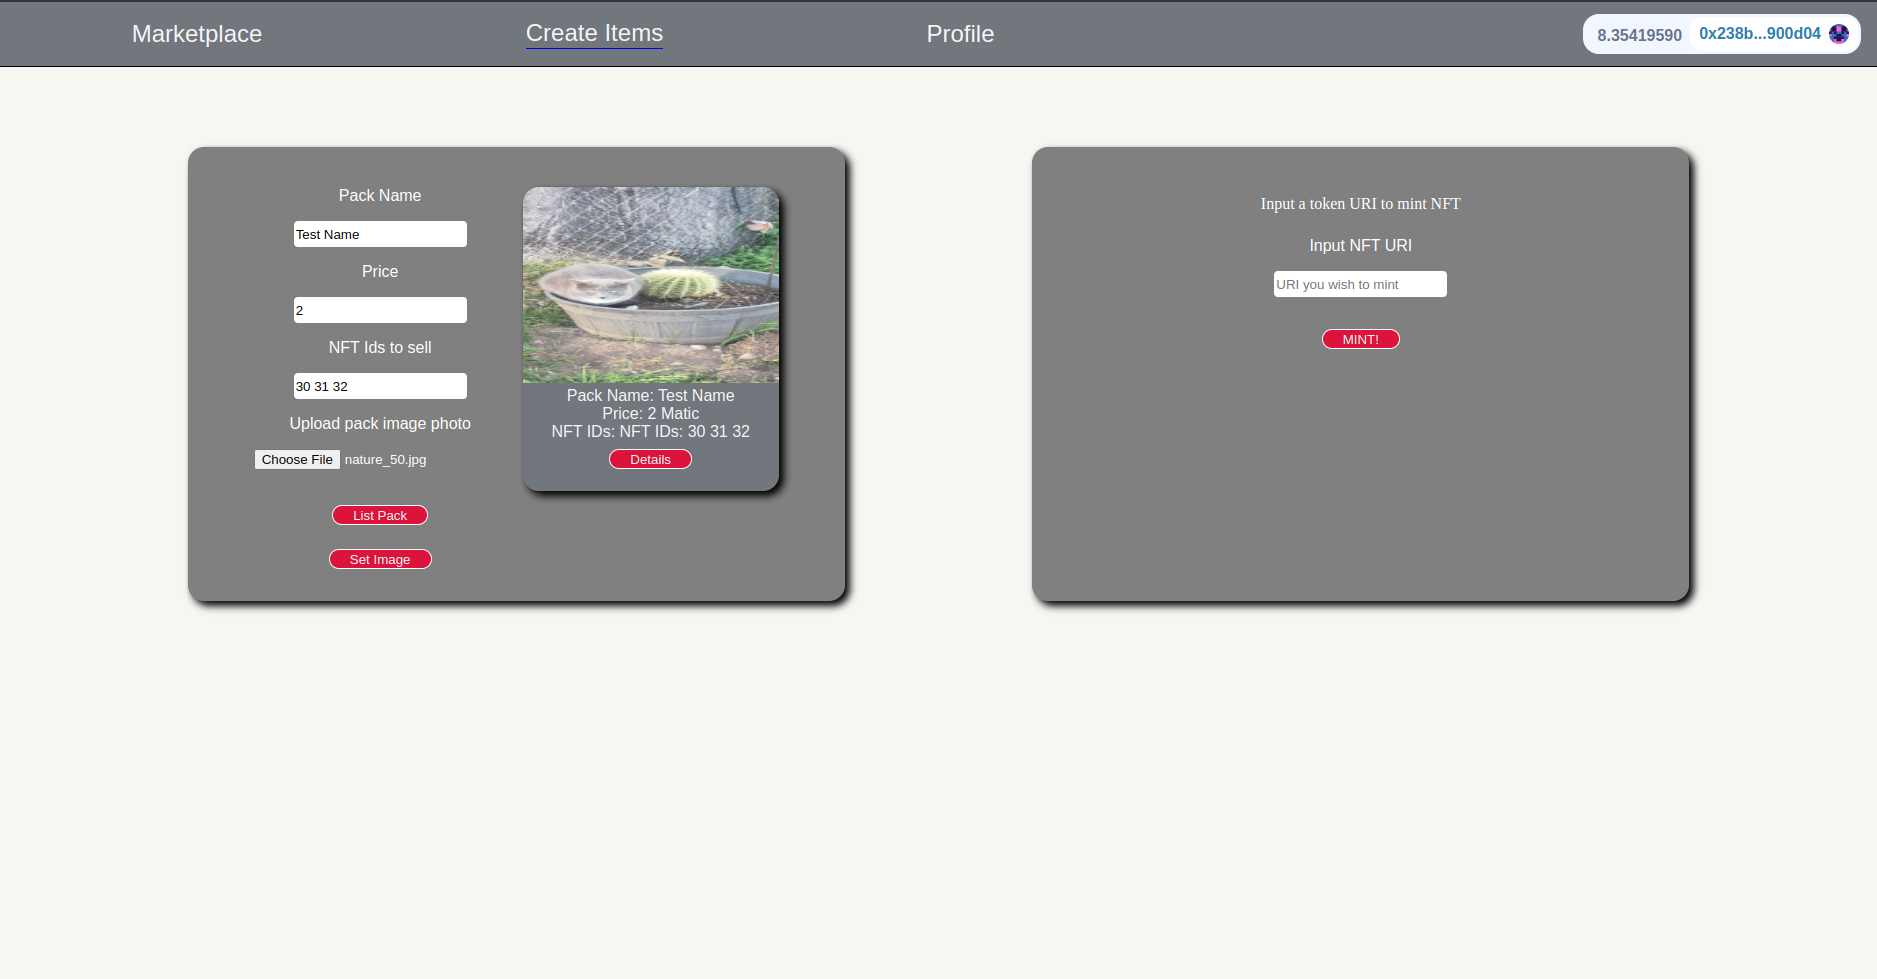 Marketplace
Create Items
Profile
8.35419590
0x238b...900d04
Pack Name
Test Name
Price
2
NFT Ids to sell
30 31 32
Upload pack image photo
Choose File nature_50.jpg
List Pack
Set Image
Pack Name: Test Name
Price: 2 Matic
NFT IDs: NFT IDs: 30 31 32
Details
Input a token URI to mint NFT
Input NFT URI
URI you wish to mint
MINT!